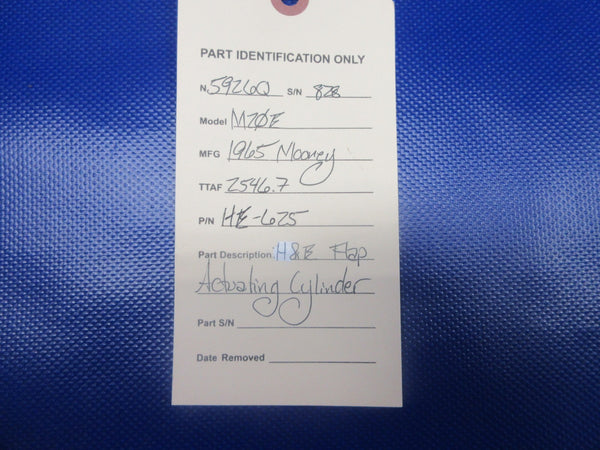 PART IDENTIFICATION ONLY
N. 5926Q S/N 828
Model M20E
MFG 1965 Mooney
TTAF 2546.7
P/N HE-625
Part Description: H&E Flap
Actuating Cylinder
Part S/N
Date Removed